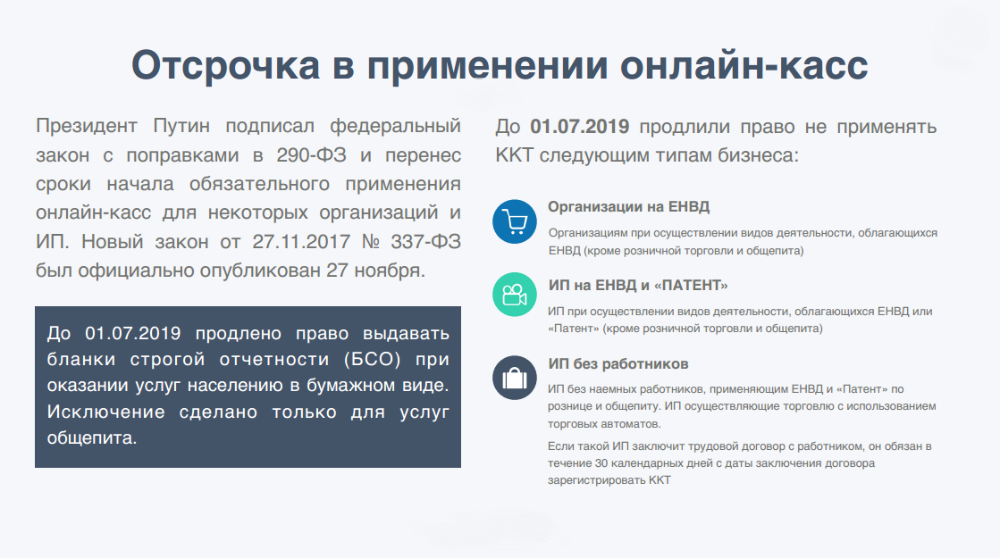 Отсрочка в применении онлайн-касс
Президент Путин подписал федеральный
закон с поправками в 290-ФЗ и перенес
сроки начала обязательного применения
онлайн-касс для некоторых организаций и
ИП. Новый закон от 27.11.2017 № 337-ФЗ
был официально опубликован 27 ноября.
До 01.07.2019 продлено право выдавать
бланки строгой отчетности (БСО) при
оказании услуг населению в бумажном виде.
Исключение сделано только для услуг
общепита.
До 01.07.2019 продлили право не применять
ККТ следующим типам бизнеса:
Организации на ЕНВД
Организациям при осуществлении видов деятельности, облагающихся
ЕНВД (кроме розничной торговли и общепита)
ИП на ЕНВД и «ПАТЕНТ»
ИП при осуществлении видов деятельности, облагающихся ЕНВД или
«Патент» (кроме розничной торговли и общепита)
ИП без работников
ИП без наемных работников, применяющим ЕНВД и «Патент» по
рознице и общепиту. ИП осуществляющие торговлю с использованием
торговых автоматов.
Если такой ИП заключит трудовой договор с работником, он обязан в
течение 30 календарных дней с даты заключения договора
зарегистрировать ККТ